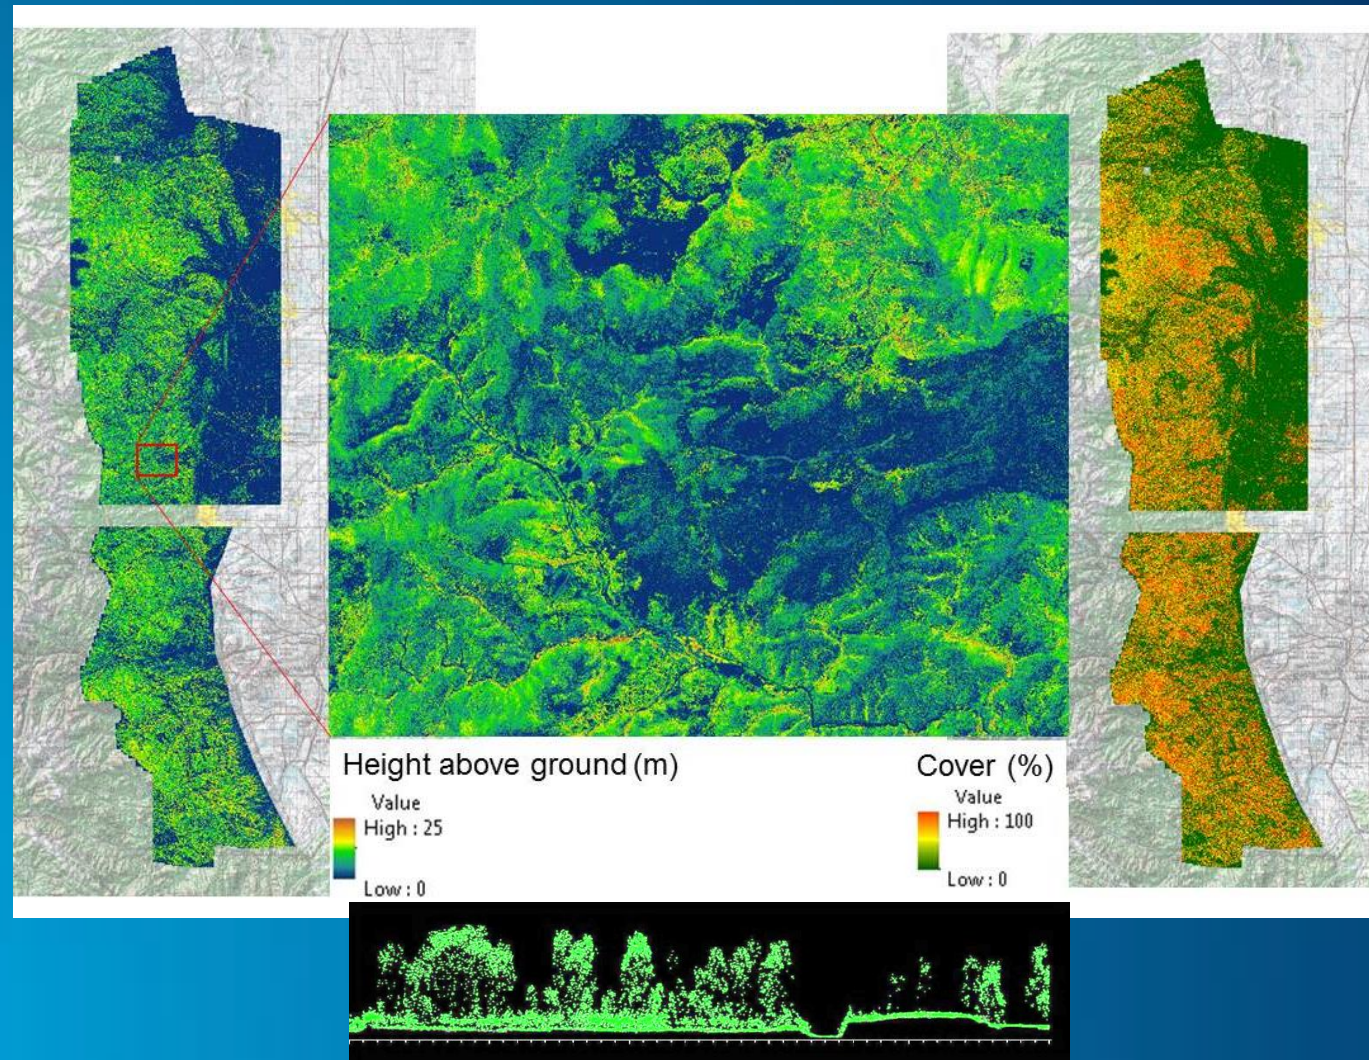 Height above ground (m)
Value
High : 25
Low : 0
Cover (%)
Value
High : 100
Low : 0